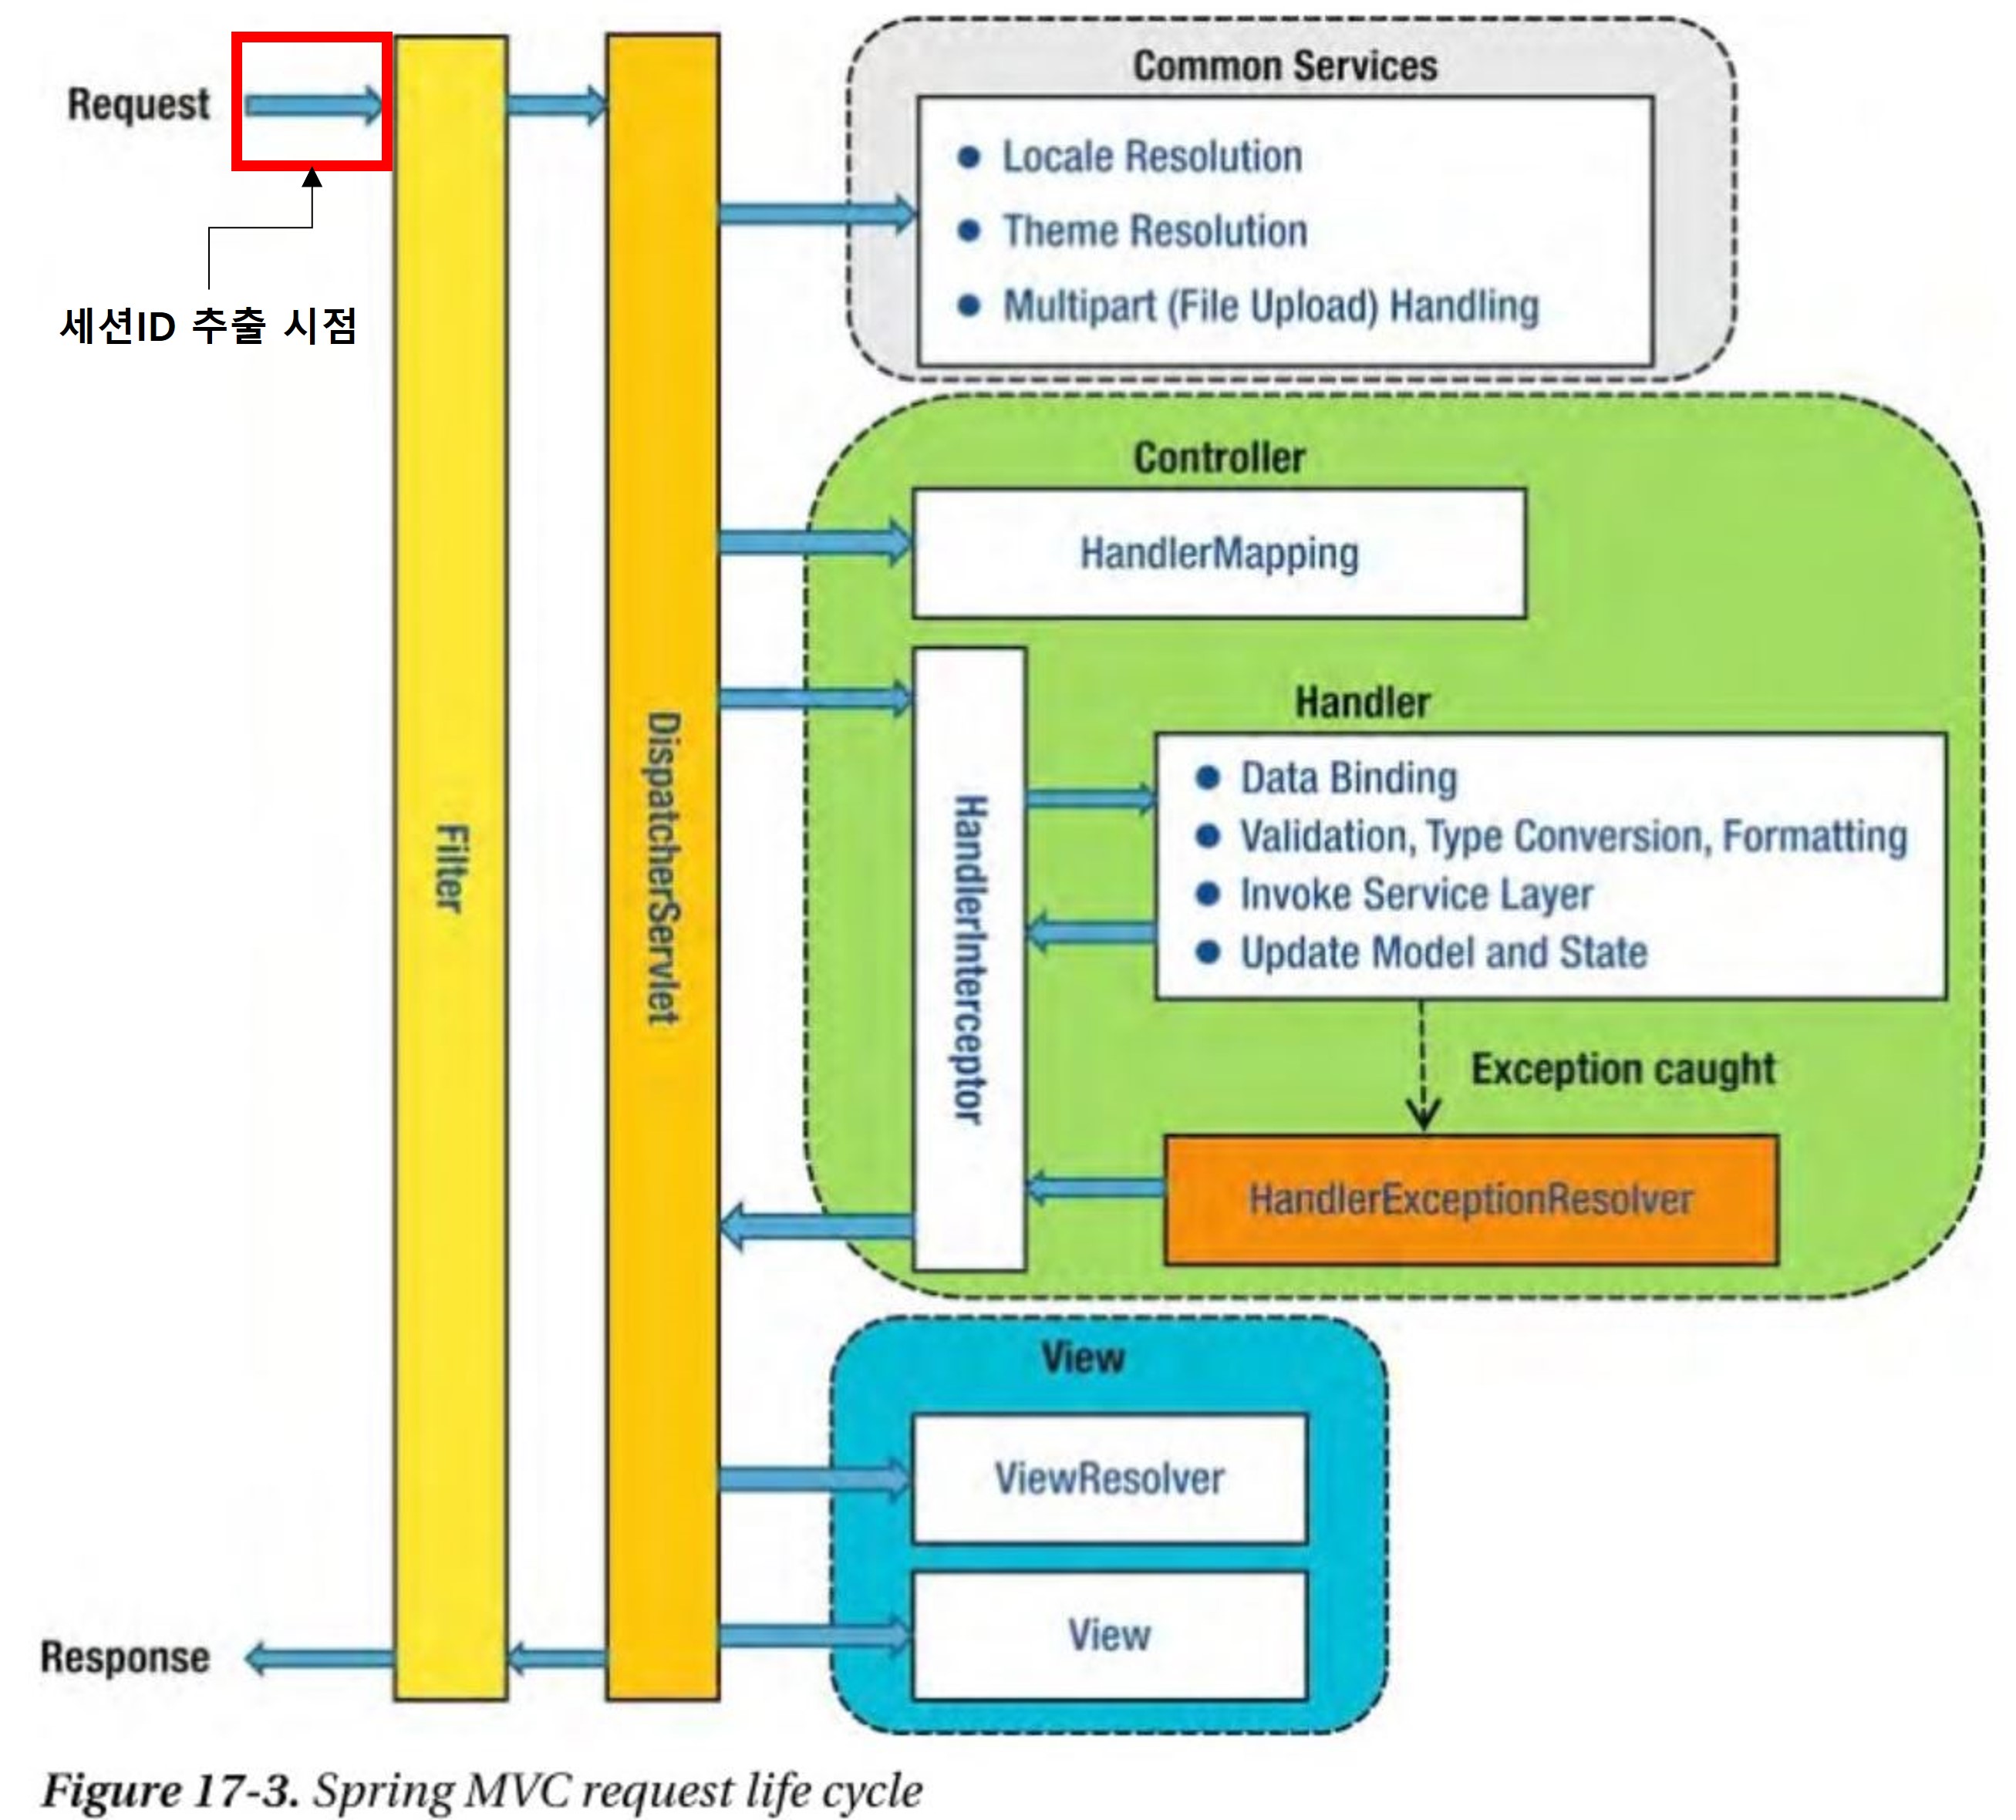 Request
세션ID 추출 시점
Filter
DispatcherServlet
Common Services
● Locale Resolution
● Theme Resolution
● Multipart (File Upload) Handling
Controller
HandlerMapping
HandlerInterceptor
Handler
● Data Binding
● Validation, Type Conversion, Formatting
● Invoke Service Layer
● Update Model and State
Exception caught
HandlerExceptionResolver
View
ViewResolver
View
Response
Figure 17-3. Spring MVC request life cycle